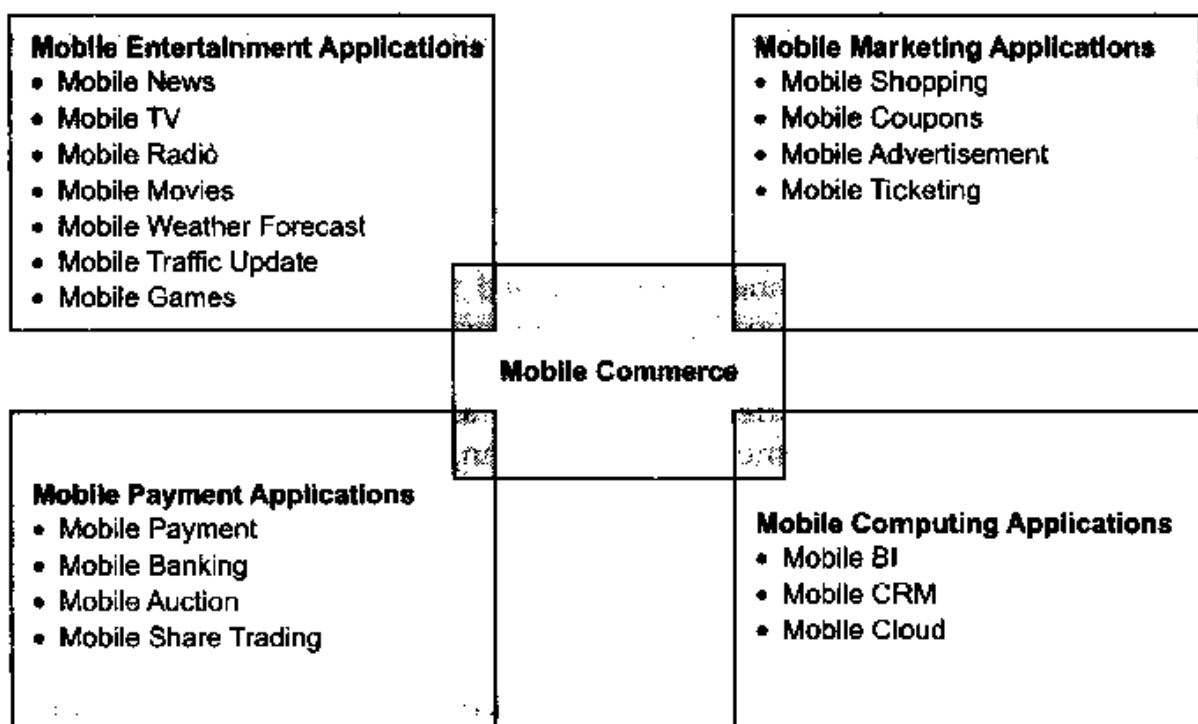 Mobile Entertainment Applications
• Mobile News
• Mobile TV
• Mobile Radio
• Mobile Movies
• Mobile Weather Forecast
• Mobile Traffic Update
• Mobile Games
Mobile Marketing Applications
• Mobile Shopping
• Mobile Coupons
• Mobile Advertisement
• Mobile Ticketing
Mobile Commerce
Mobile Payment Applications
• Mobile Payment
• Mobile Banking
• Mobile Auction
• Mobile Share Trading
Mobile Computing Applications
• Mobile BI
• Mobile CRM
• Mobile Cloud